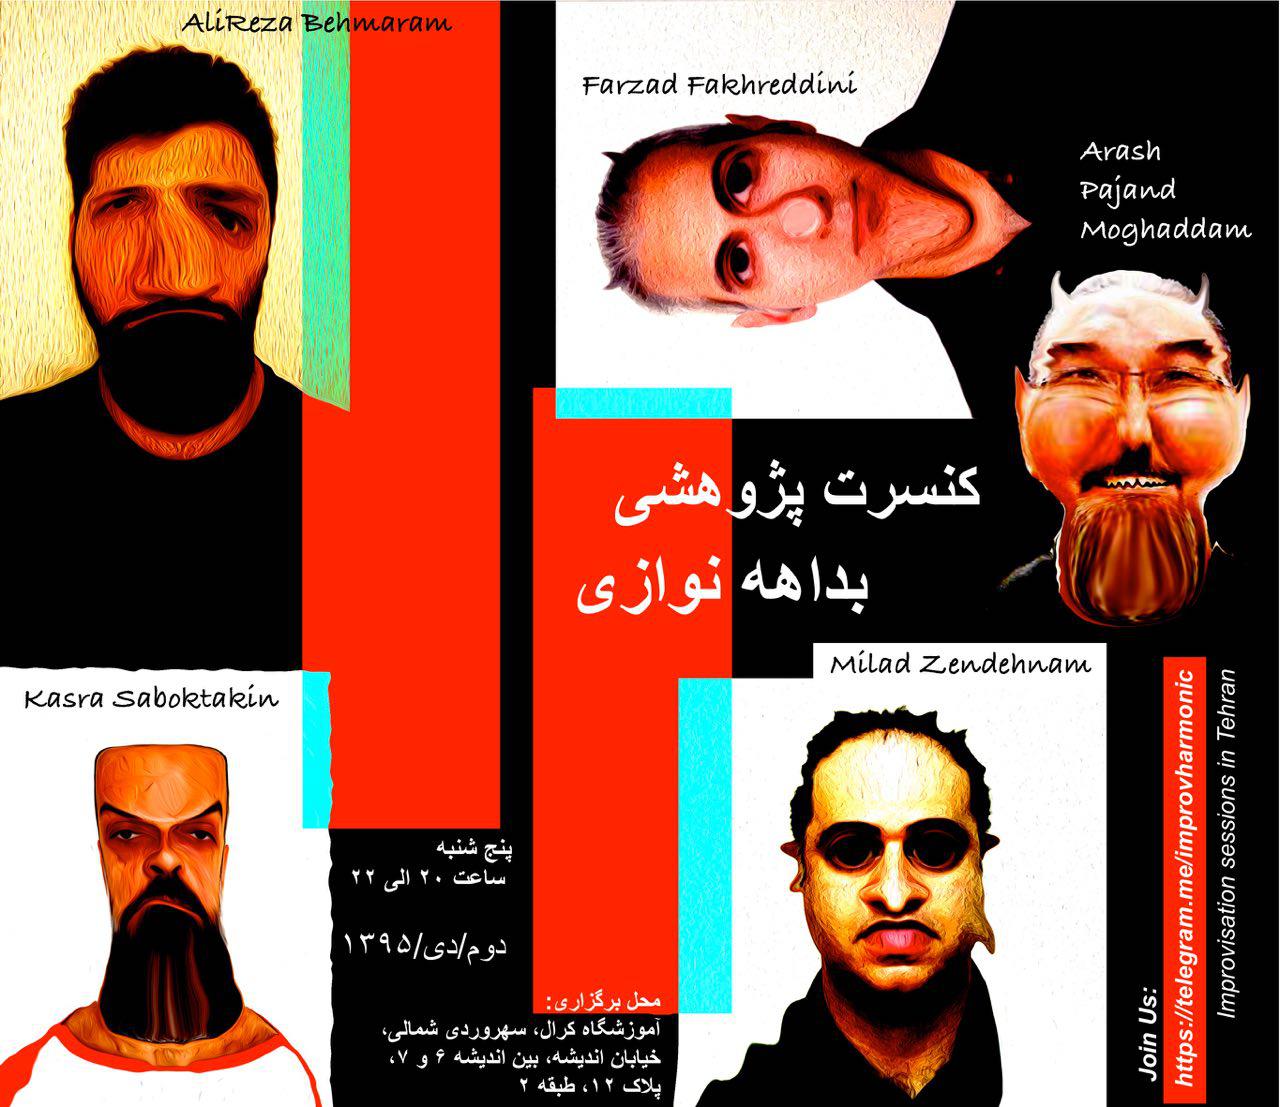 AliReza Behmaram
Farzad Fakhreddini
Arash
Pajand
Moghaddam
کنسرت پژوهشی
بداهه نوازی
Milad Zendehnam
Kasra Saboktakin
پنج شنبه
ساعت ۲۰ الی ۲۲
دوم/دی/۱۳۹۵
محل برگزاری:
آموزشگاه کرال، سهروردی شمالی،
خیابان اندیشه، بین اندیشه ۶ و ۷،
پلاک ۱۲، طبقه ۲
Join Us:
https://telegram.me/improvharmonic
Improvisation sessions in Tehran